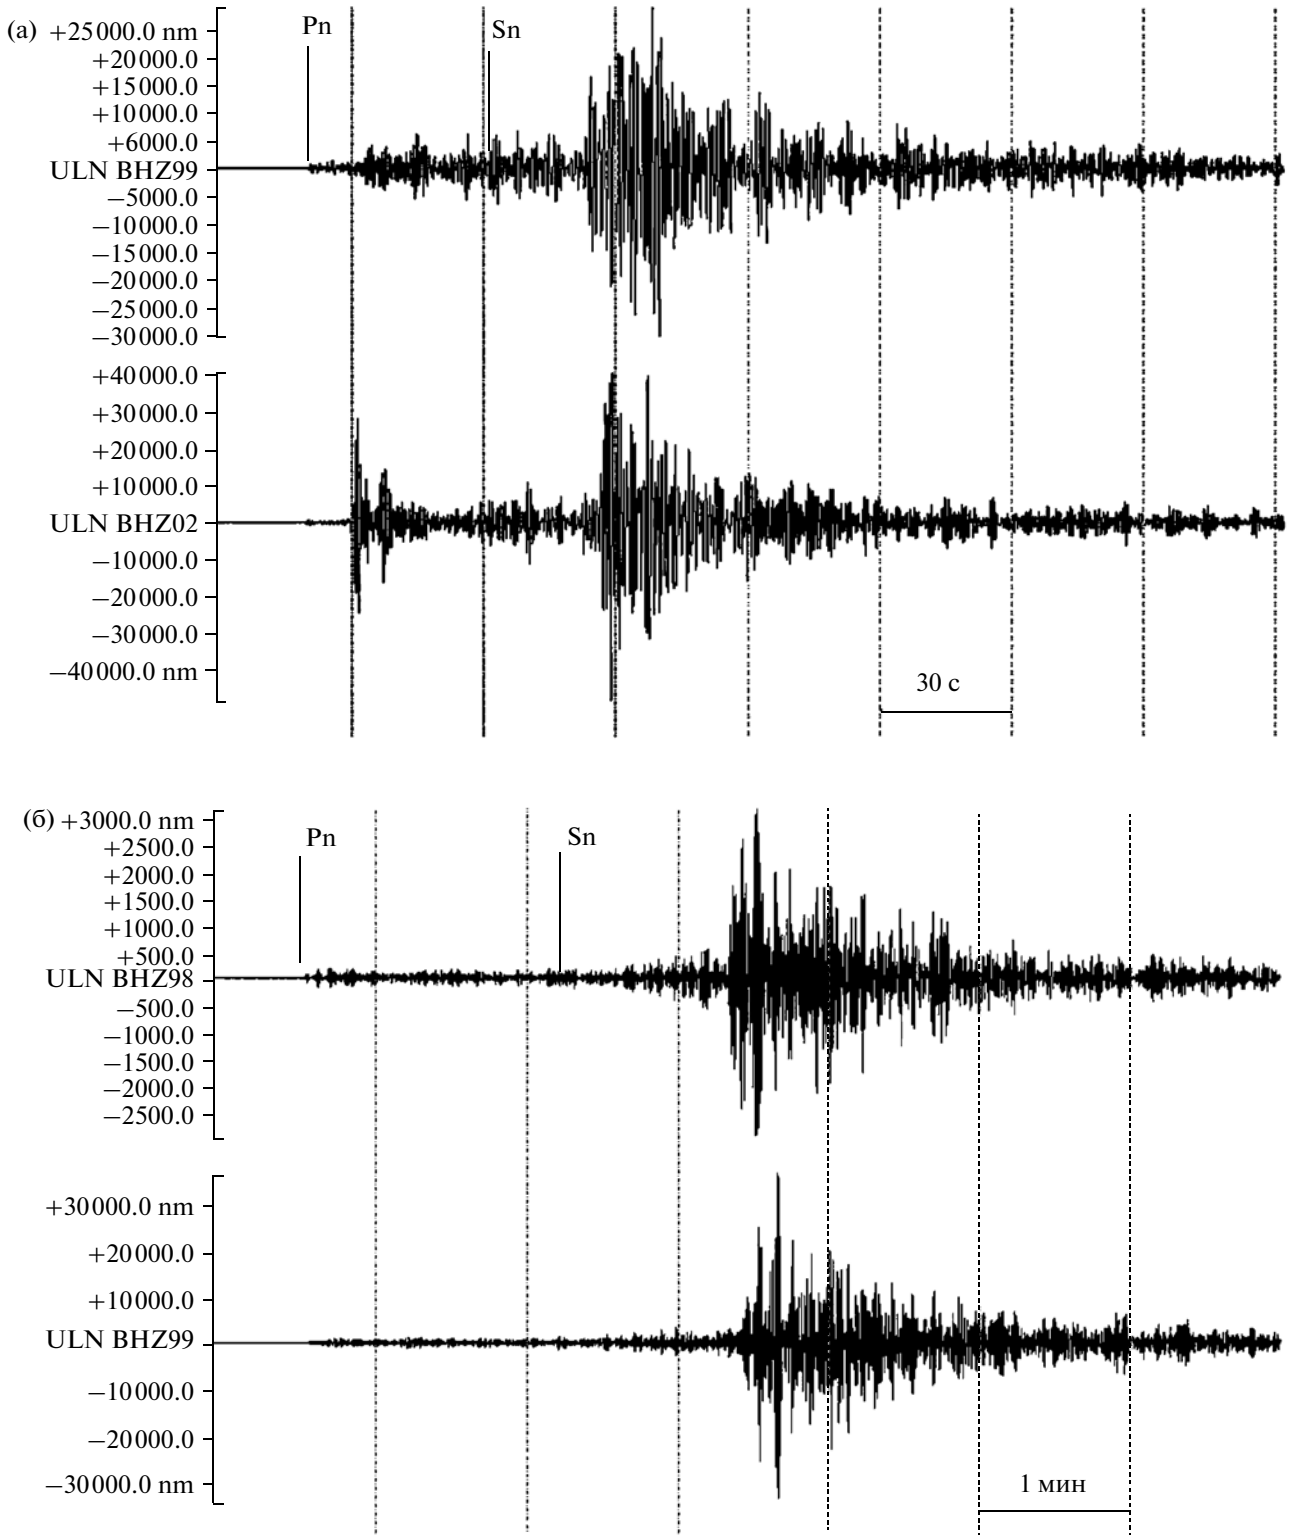 (а) +25000.0 nm
Pn
Sn
+20000.0
+15000.0
+10000.0
+6000.0
ULN BHZ99
−5000.0
−10000.0
−15000.0
−20000.0
−25000.0
−30000.0
+40000.0
+30000.0
+20000.0
+10000.0
ULN BHZ02
−10000.0
−20000.0
−30000.0
−40000.0 nm
30 с
(б) +3000.0 nm
Pn
Sn
+2500.0
+2000.0
+1500.0
+1000.0
+500.0
ULN BHZ98
−500.0
−1000.0
−1500.0
−2000.0
−2500.0
+30000.0 nm
+20000.0
+10000.0
ULN BHZ99
−10000.0
−20000.0
−30000.0 nm
1 мин